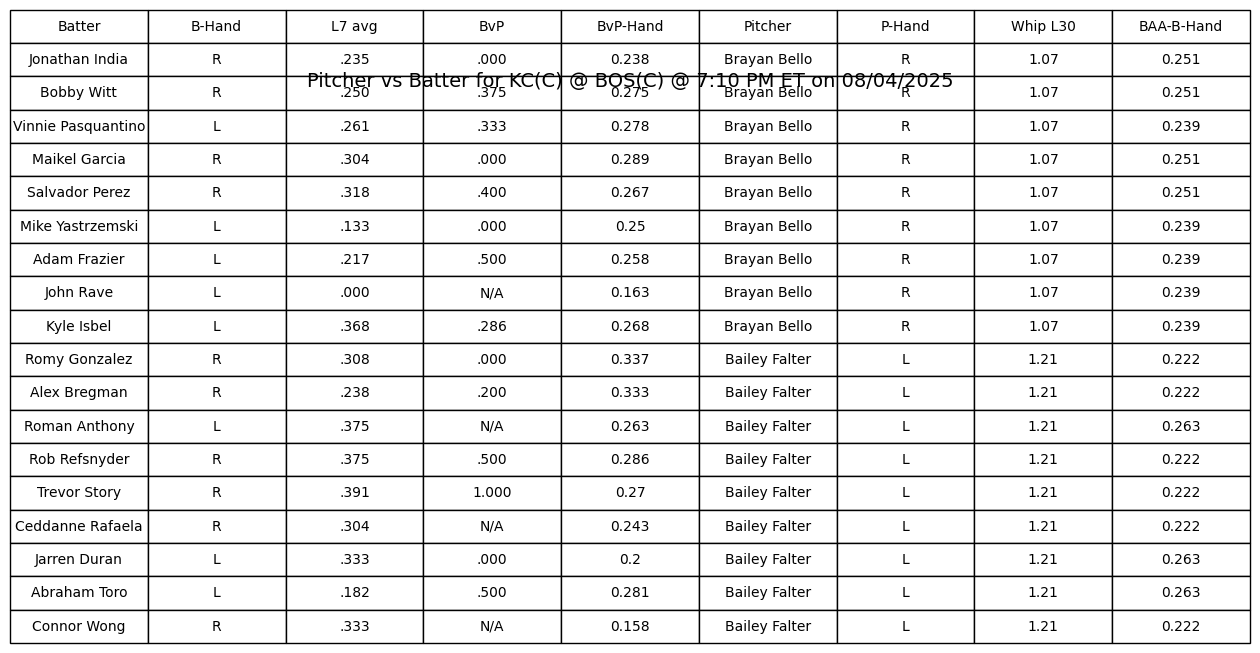 Batter B-Hand L7 avg BvP BvP-Hand Pitcher P-Hand Whip L30 BAA-B-Hand
Jonathan India R .235 .000 0.238 Brayan Bello R 1.07 0.251
Pitcher vs Batter for KC(C) @ BOS(C) @ 7:10 PM ET on 08/04/2025
Bobby Witt R .250 .375 0.275 Brayan Bello R 1.07 0.251
Vinnie Pasquantino L .261 .333 0.278 Brayan Bello R 1.07 0.239
Maikel Garcia R .304 .000 0.289 Brayan Bello R 1.07 0.251
Salvador Perez R .318 .400 0.267 Brayan Bello R 1.07 0.251
Mike Yastrzemski L .133 .000 0.25 Brayan Bello R 1.07 0.239
Adam Frazier L .217 .500 0.258 Brayan Bello R 1.07 0.239
John Rave L .000 N/A 0.163 Brayan Bello R 1.07 0.239
Kyle Isbel L .368 .286 0.268 Brayan Bello R 1.07 0.239
Romy Gonzalez R .308 .000 0.337 Bailey Falter L 1.21 0.222
Alex Bregman R .238 .200 0.333 Bailey Falter L 1.21 0.222
Roman Anthony L .375 N/A 0.263 Bailey Falter L 1.21 0.263
Rob Refsnyder R .375 .500 0.286 Bailey Falter L 1.21 0.222
Trevor Story R .391 1.000 0.27 Bailey Falter L 1.21 0.222
Ceddanne Rafaela R .304 N/A 0.243 Bailey Falter L 1.21 0.222
Jarren Duran L .333 .000 0.2 Bailey Falter L 1.21 0.263
Abraham Toro L .182 .500 0.281 Bailey Falter L 1.21 0.263
Connor Wong R .333 N/A 0.158 Bailey Falter L 1.21 0.222